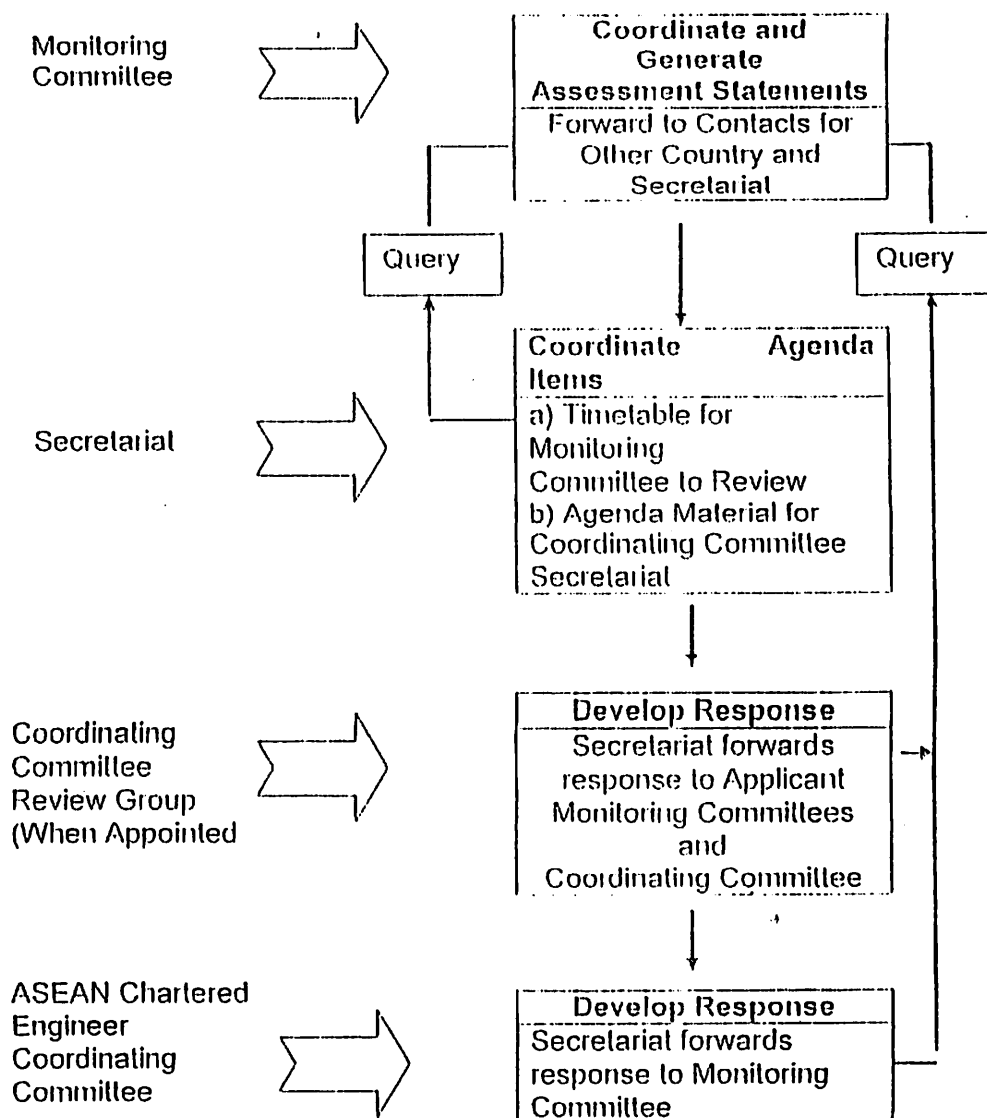 Monitoring
Committee
Coordinate and
Generate
Assessment Statements
Forward to Contacts for
Other Country and
Secretarial
Query
Query
Secretariat
Coordinate Agenda
Items
a) Timetable for
Monitoring
Committee to Review
b) Agenda Material for
Coordinating Committee
Secretarial
Coordinating
Committee
Review Group
(When Appointed
Develop Response
Secretariat forwards
response to Applicant
Monitoring Committees
and
Coordinating Committee
ASEAN Chartered
Engineer
Coordinating
Committee
Develop Response
Secretariat forwards
response to Monitoring
Committee